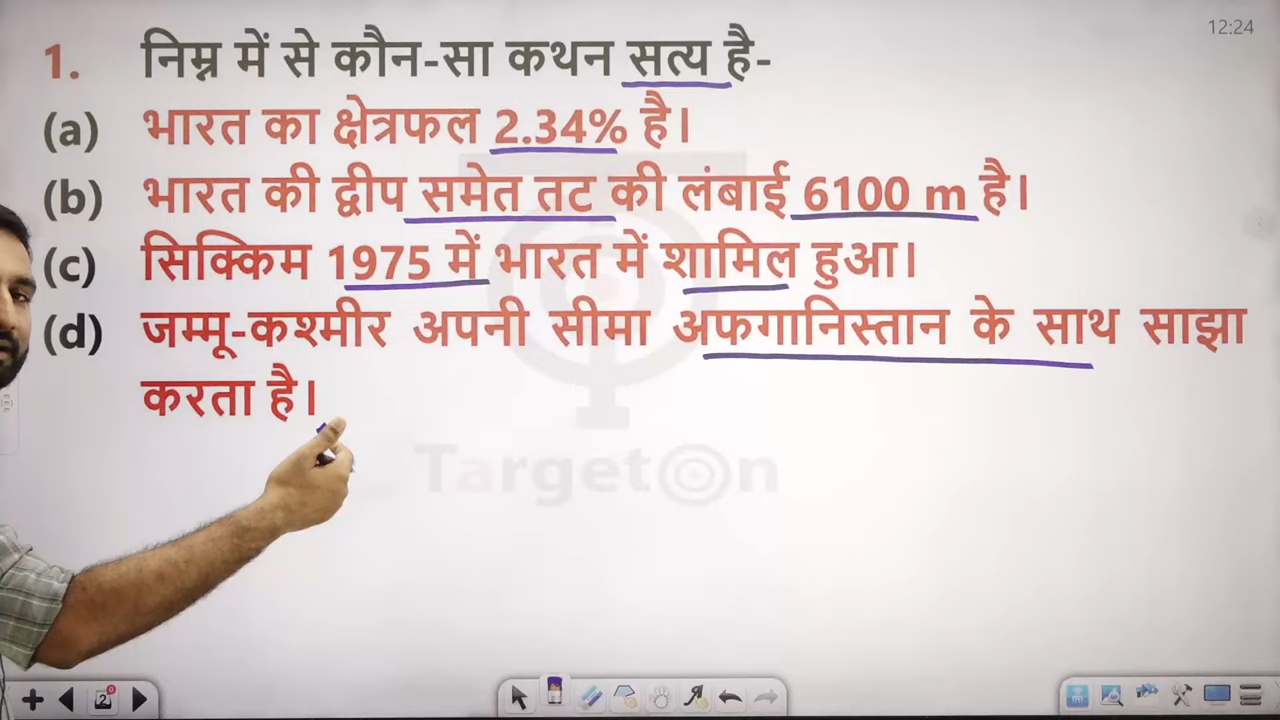 12:24
1. निम्न में से कौन-सा कथन सत्य है-
(a) भारत का क्षेत्रफल 2.34% है।
(b) भारत की द्वीप समेत तट की लंबाई 6100 m है।
(c) सिक्किम 1975 में भारत में शामिल हुआ।
(d) जम्मू-कश्मीर अपनी सीमा अफगानिस्तान के साथ साझा
करता है।
TargetOn
2